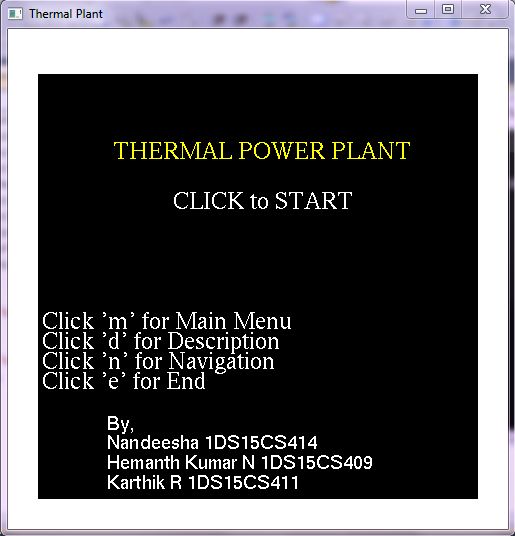 Thermal Plant
THERMAL POWER PLANT
CLICK to START
Click 'm' for Main Menu
Click 'd' for Description
Click 'n' for Navigation
Click 'e' for End
By,
Nandeesha 1DS15CS414
Hemanth Kumar N 1DS15CS409
Karthik R 1DS15CS411